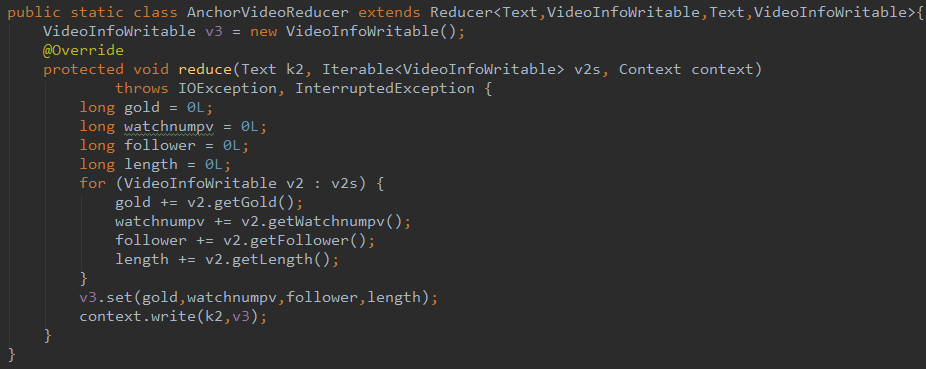 public static class AnchorVideoReducer extends Reducer<Text,VideoInfoWritable,Text,VideoInfoWritable>{
    VideoInfoWritable v3 = new VideoInfoWritable();
    @Override
    protected void reduce(Text k2, Iterable<VideoInfoWritable> v2s, Context context)
            throws IOException, InterruptedException {
        long gold = 0L;
        long watchnumpv = 0L;
        long follower = 0L;
        long length = 0L;
        for (VideoInfoWritable v2 : v2s) {
            gold += v2.getGold();
            watchnumpv += v2.getWatchnumpv();
            follower += v2.getFollower();
            length += v2.getLength();
        }
        v3.set(gold,watchnumpv,follower,length);
        context.write(k2,v3);
    }
}